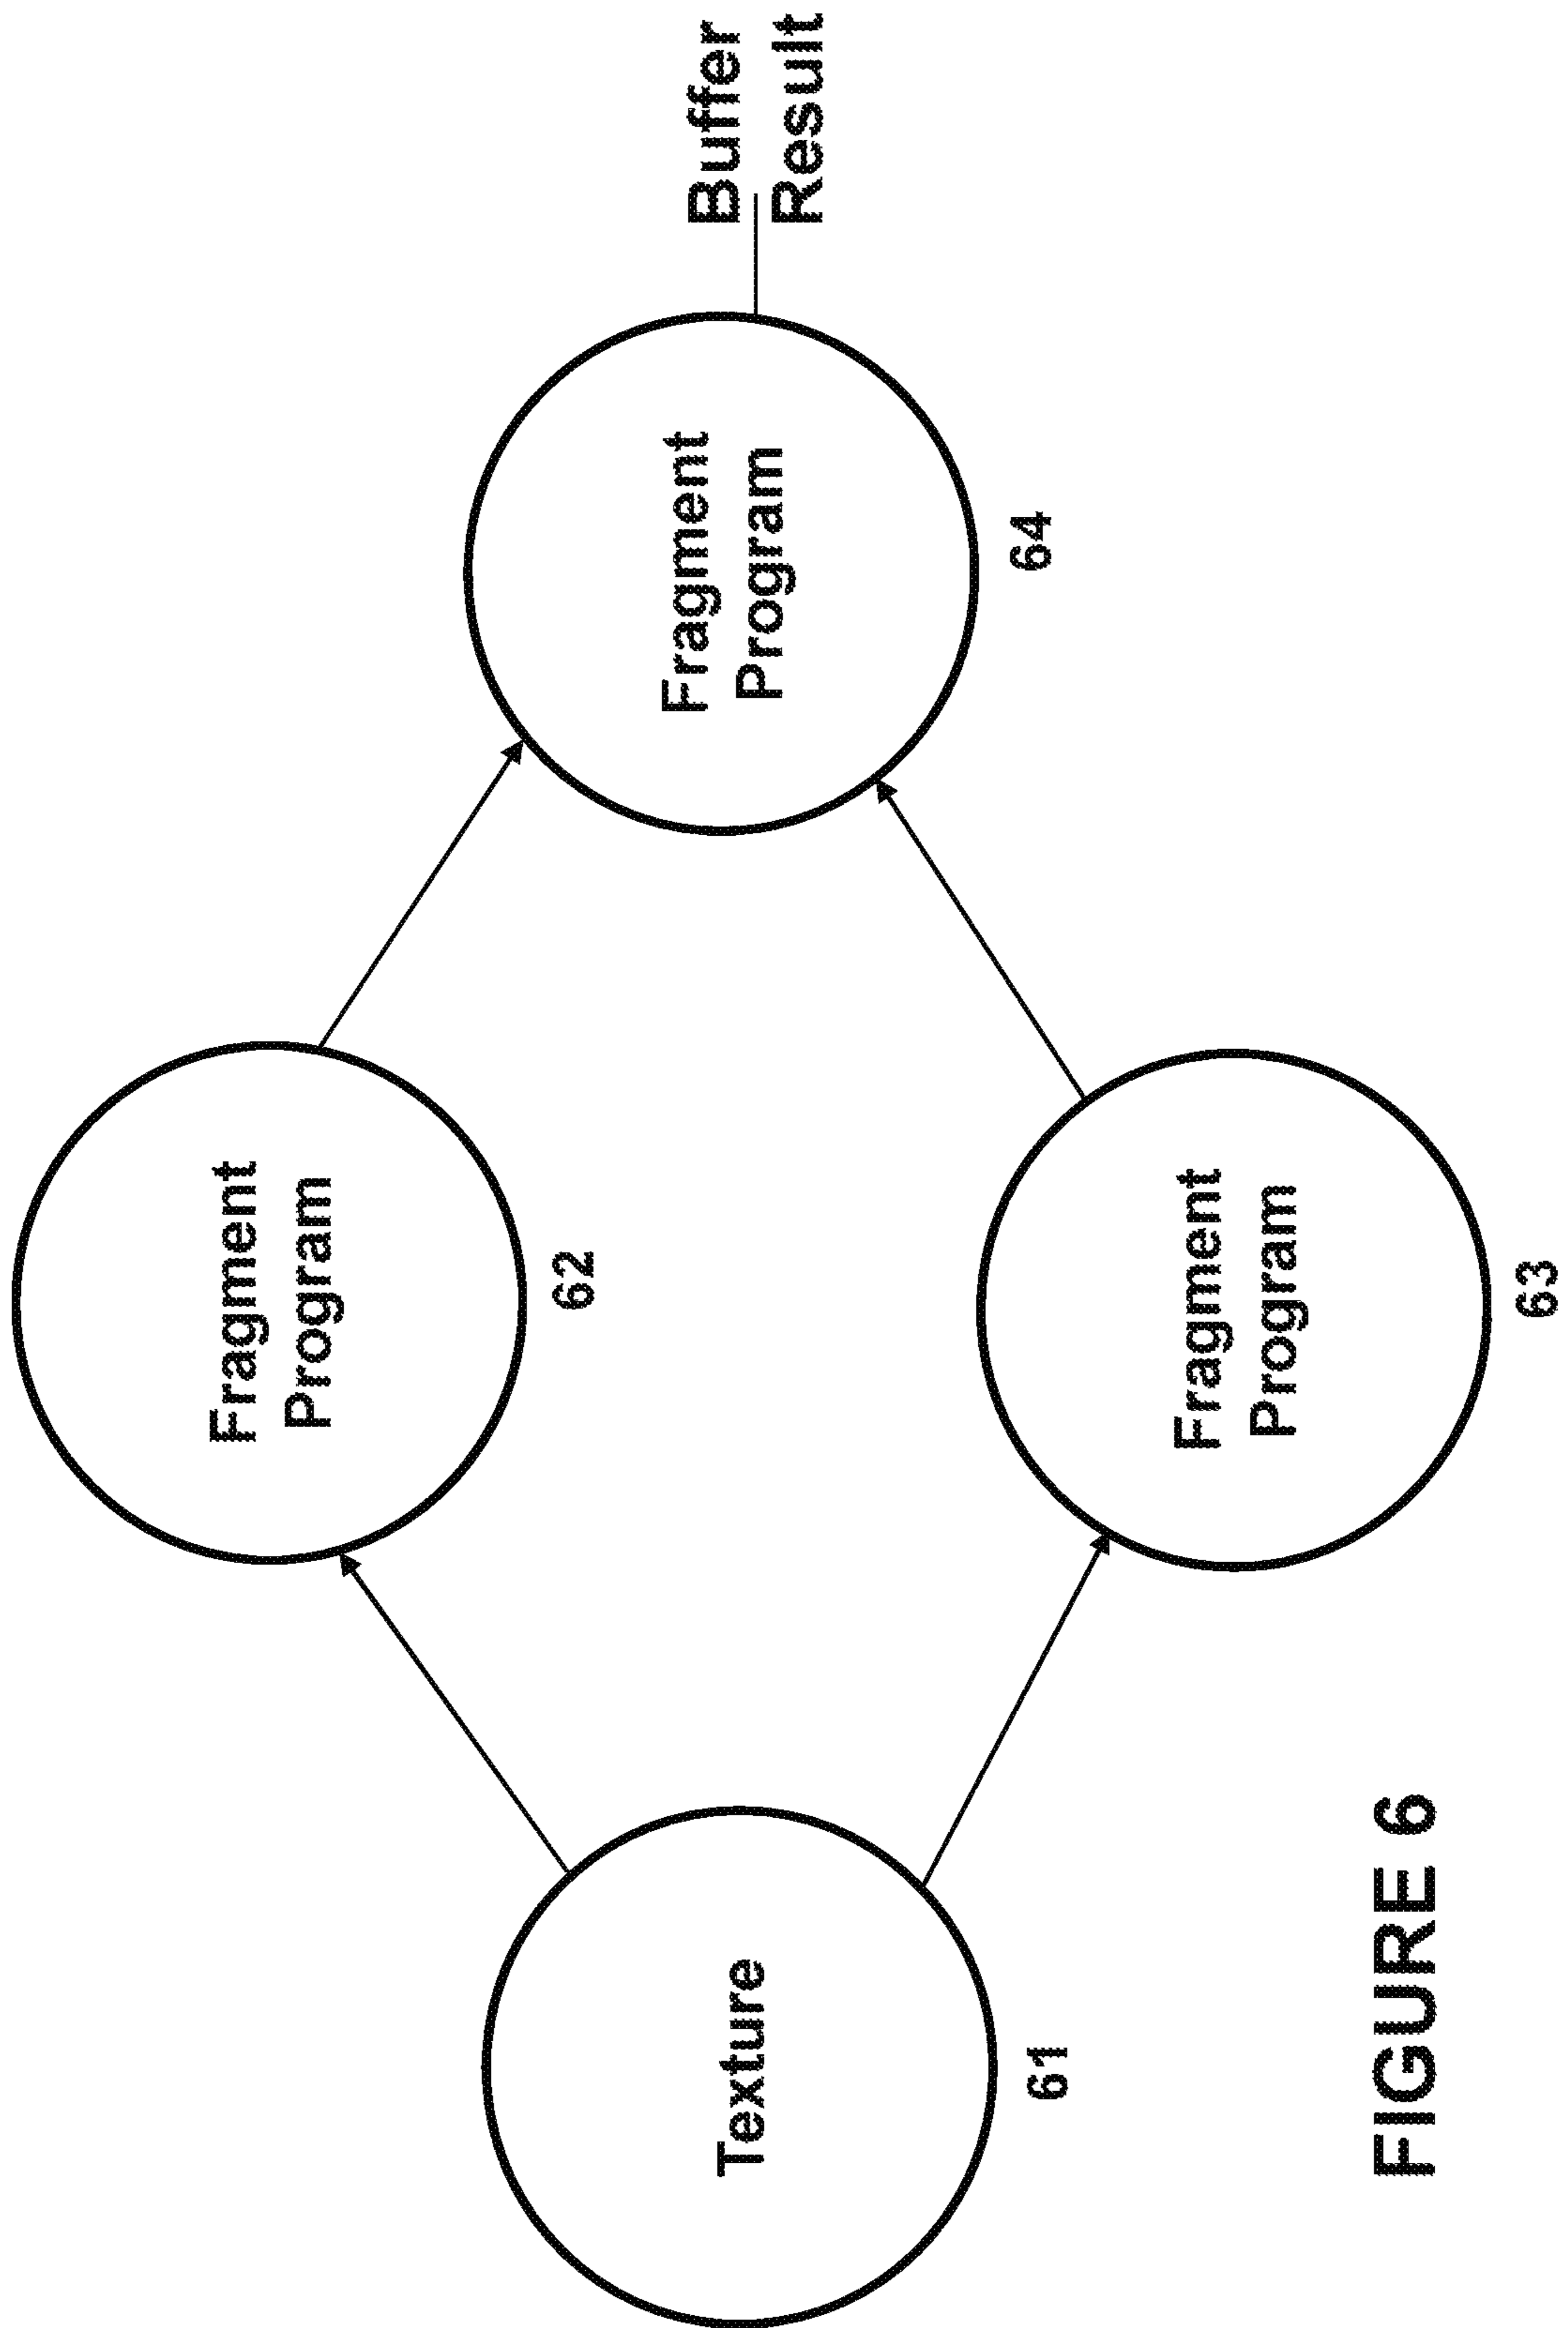 Fragment
Program
62
Texture
61
Fragment
Program
64
Buffer
Result
Fragment
Program
63
FIGURE 6